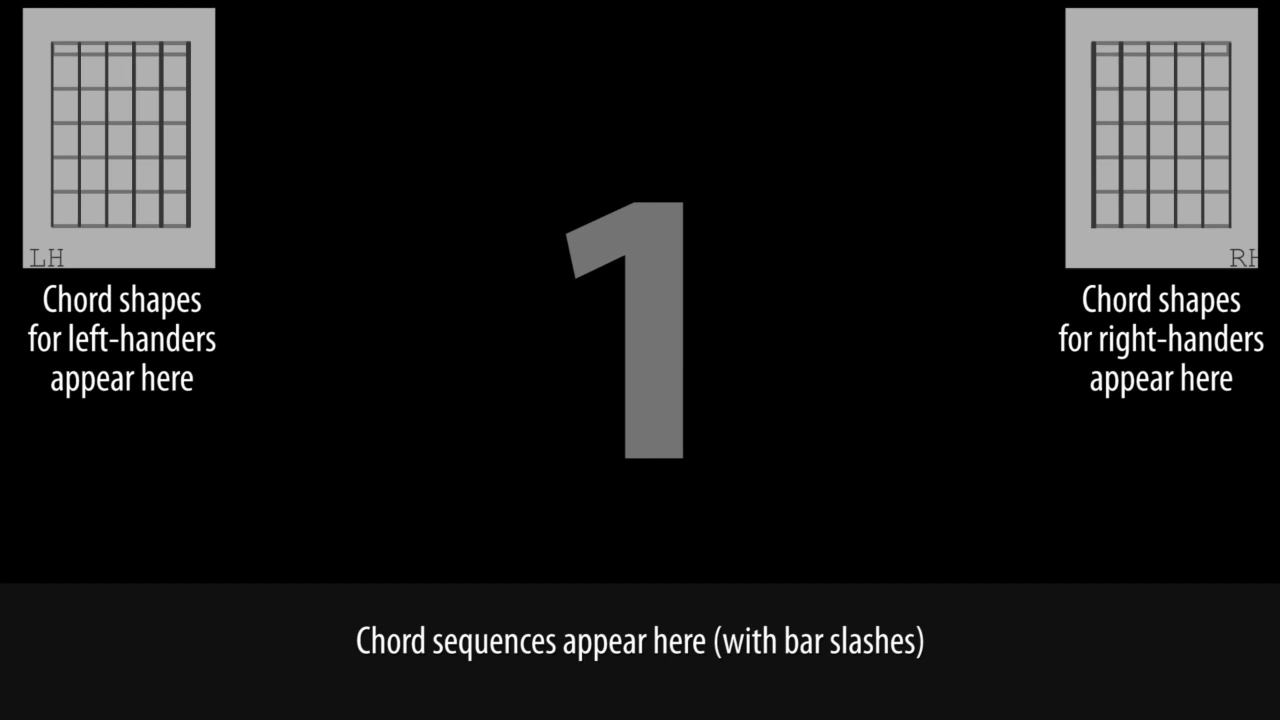 LH
Chord shapes
for left-handers
appear here
1
RH
Chord shapes
for right-handers
appear here
Chord sequences appear here (with bar slashes)